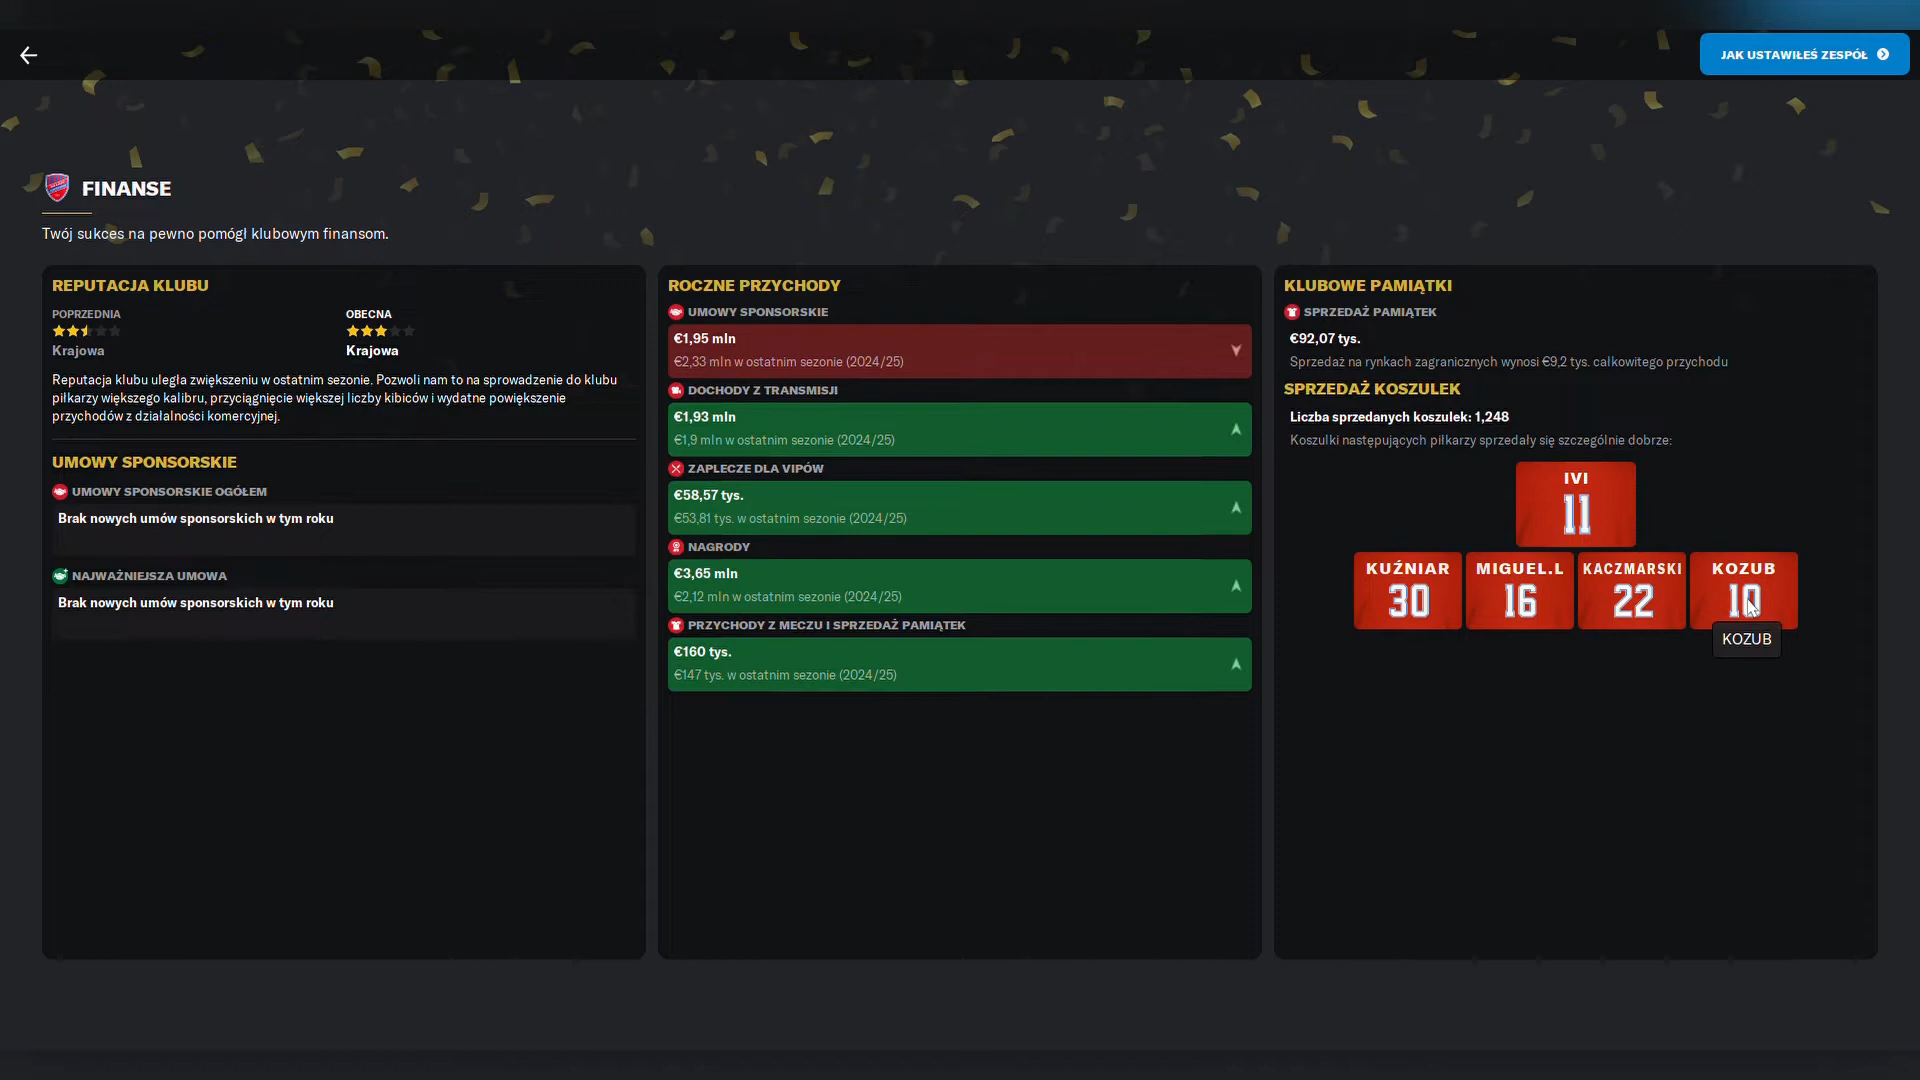 JAK USTAWIŁEŚ ZESPÓŁ
FINANSE
Twój sukces na pewno pomógł klubowym finansom.
REPUTACJA KLUBU
POPRZEDNIA
OBECNA
Krajowa
Krajowa
Reputacja klubu uległa zwiększeniu w ostatnim sezonie. Pozwoli nam to na sprowadzenie do klubu
piłkarzy większego kalibru, przyciągnięcie większej liczby kibiców i wydatne powiększenie
przychodów z działalności komercyjnej.
UMOWY SPONSORSKIE
UMOWY SPONSORSKIE OGÓŁEM
Brak nowych umów sponsorskich w tym roku
NAJWAŻNIEJSZA UMOWA
Brak nowych umów sponsorskich w tym roku
ROCZNE PRZYCHODY
UMOWY SPONSORSKIE
€1,95 mln
€2,33 mln w ostatnim sezonie (2024/25)
DOCHODY Z TRANSMISJI
€1,93 mln
€1,9 mln w ostatnim sezonie (2024/25)
ZAPLECZE DLA VIPÓW
€58,57 tys.
€53,81 tys. w ostatnim sezonie (2024/25)
NAGRODY
€3,65 mln
€2,12 mln w ostatnim sezonie (2024/25)
PRZYCHODY Z MECZU I SPRZEDAŻ PAMIĄTEK
€160 tys.
€147 tys. w ostatnim sezonie (2024/25)
KLUBOWE PAMIĄTKI
SPRZEDAŻ PAMIĄTEK
€92,07 tys.
Sprzedaż na rynkach zagranicznych wynosi €9,2 tys. całkowitego przychodu
SPRZEDAŻ KOSZULEK
Liczba sprzedanych koszulek: 1,248
Koszulki następujących piłkarzy sprzedały się szczególnie dobrze:
IVI
11
KUŹNIAR
30
MIGUEL.L
16
KACZMARSKI
22
KOZUB
10
KOZUB